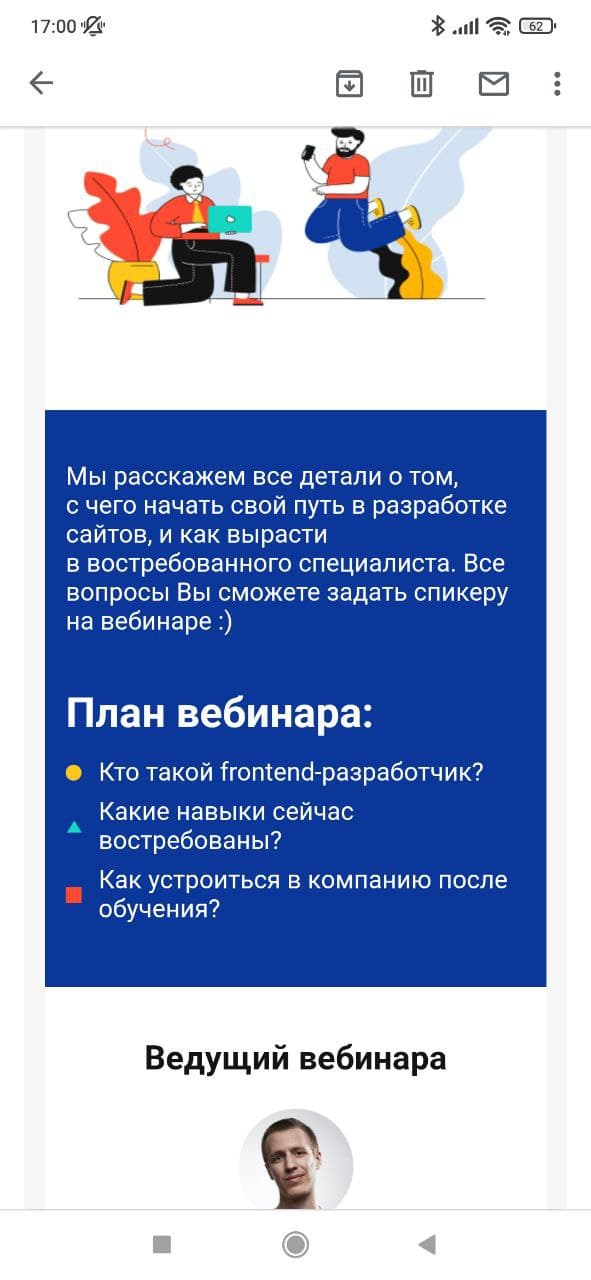 17:00
62
Мы расскажем все детали о том,
с чего начать свой путь в разработке
сайтов, и как вырасти
в востребованного специалиста. Все
вопросы Вы сможете задать спикеру
на вебинаре :)
План вебинара:
Кто такой frontend-разработчик?
Какие навыки сейчас
востребованы?
Как устроиться в компанию после
обучения?
Ведущий вебинара